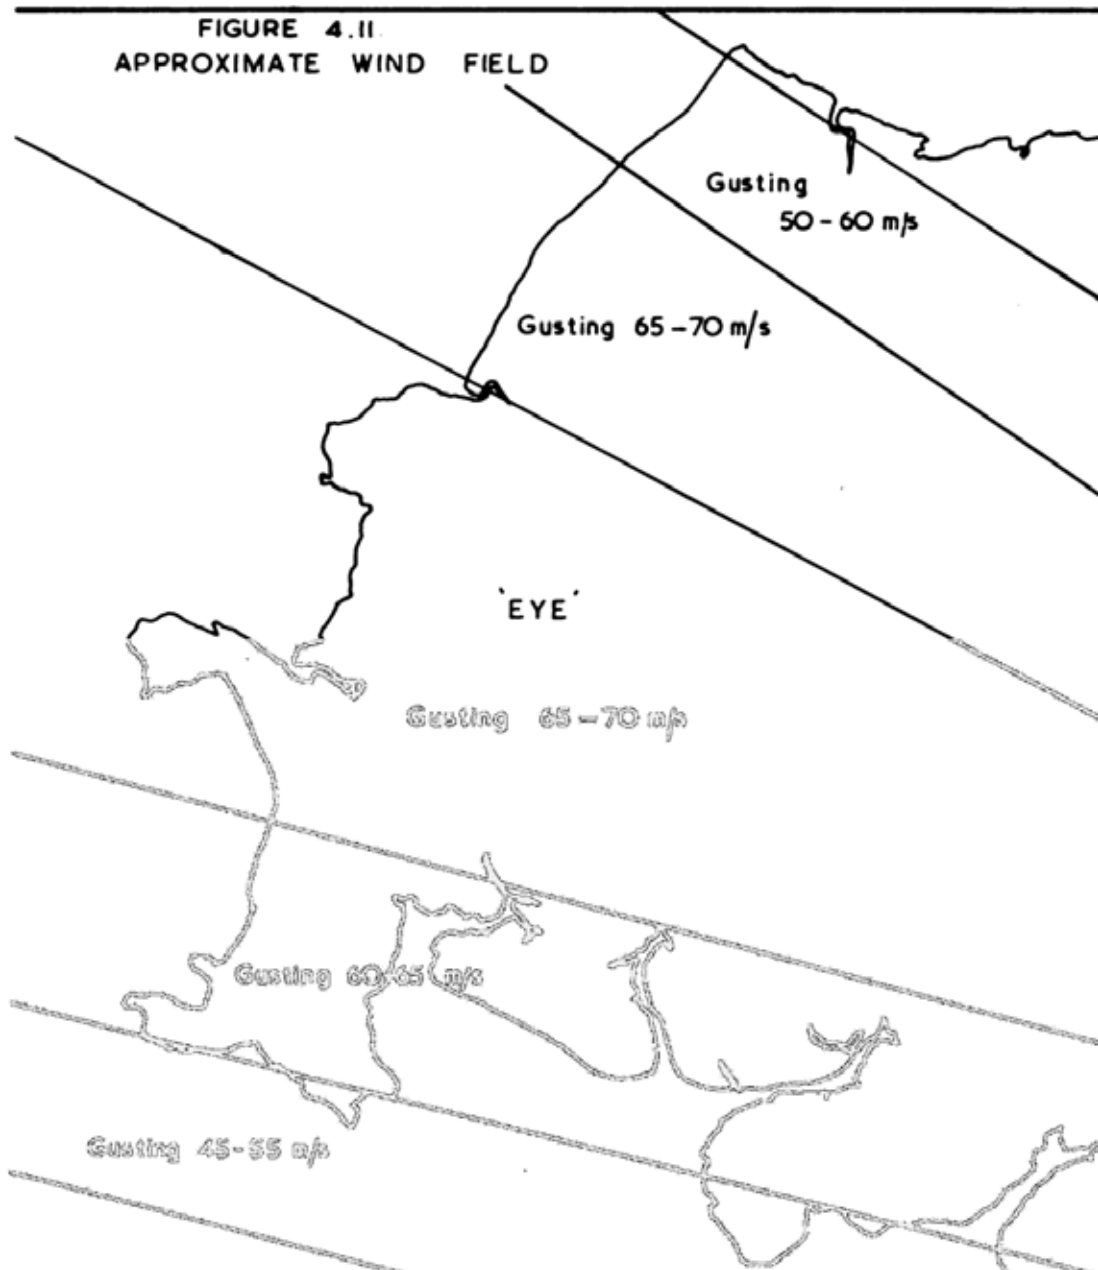 FIGURE 4.11
APPROXIMATE WIND FIELD
Gusting
50-60 m/s
Gusting 65-70 m/s
'EYE'
Gusting 65-70 m/s
Gusting 60-65 m/s
Gusting 45-55 m/s